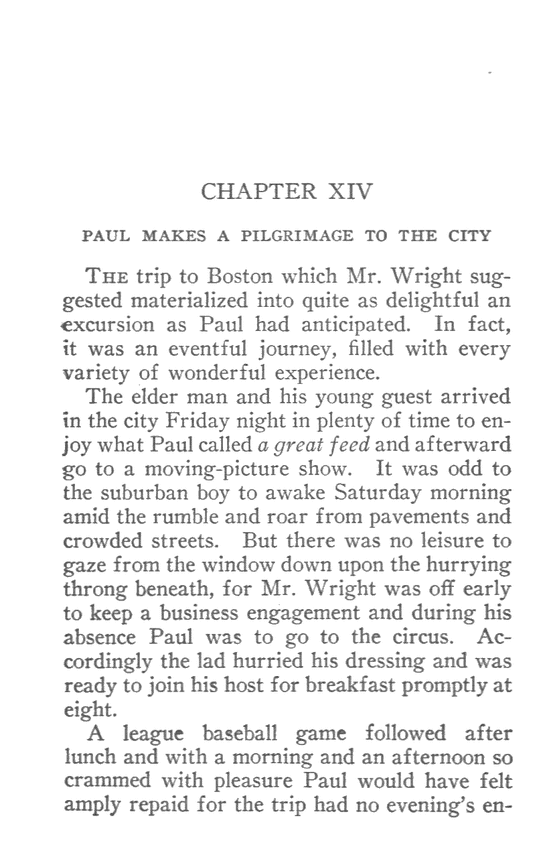 CHAPTER XIV
PAUL MAKES A PILGRIMAGE TO THE CITY
THE trip to Boston which Mr. Wright sug-
gested materialized into quite as delightful an
excursion as Paul had anticipated. In fact,
it was an eventful journey, filled with every
variety of wonderful experience.
The elder man and his young guest arrived
in the city Friday night in plenty of time to en-
joy what Paul called a great feed and afterward
go to a moving-picture show. It was odd to
the suburban boy to awake Saturday morning
amid the rumble and roar from pavements and
crowded streets. But there was no leisure to
gaze from the window down upon the hurrying
throng beneath, for Mr. Wright was off early
to keep a business engagement and during his
absence Paul was to go to the circus. Ac-
cordingly the lad hurried his dressing and was
ready to join his host for breakfast promptly at
eight.
A league baseball game followed after
lunch and with a morning and an afternoon so
crammed with pleasure Paul would have felt
amply repaid for the trip had no evening's en-